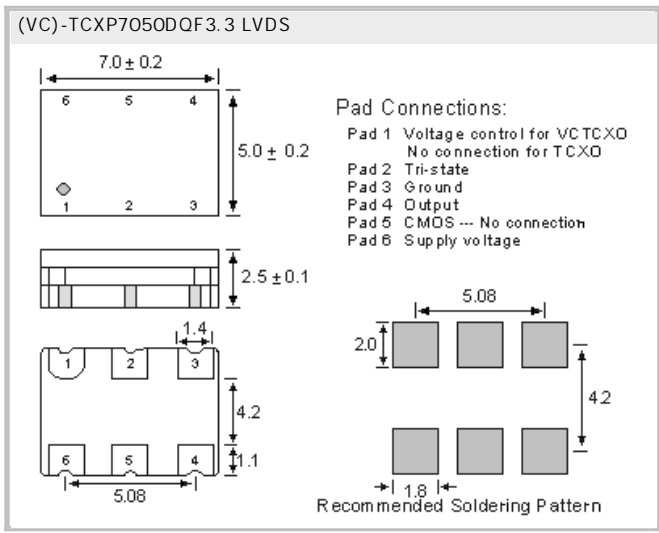 (VC)-TCXP7050DQF3.3 LVDS
7.0 ± 0.2
6 5 4
1 2 3
5.0 ± 0.2
Pad Connections:
Pad 1 Voltage control for VCTCXO
No connection for TCXO
Pad 2 Tri-state
Pad 3 Ground
Pad 4 Output
Pad 5 CMOS --- No connection
Pad 6 Supply voltage
2.5 ± 0.1
1.4
1 2 3
4.2
6 5 4
1.1
5.08
5.08
2.0
4.2
1.8
Recommended Soldering Pattern